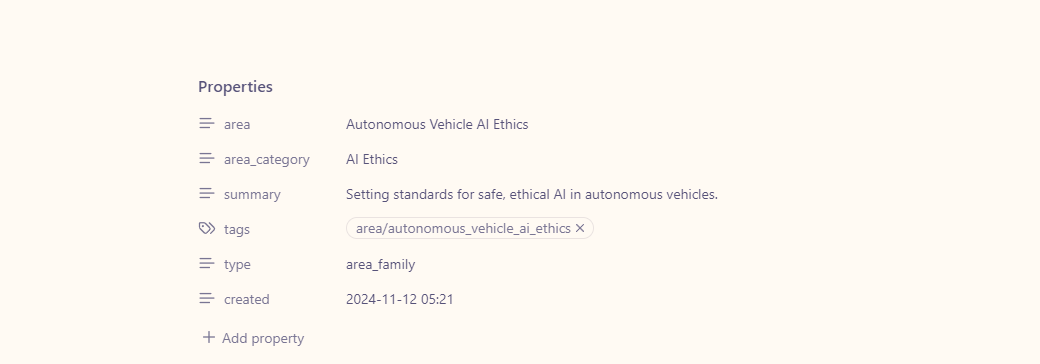 Properties
area Autonomous Vehicle AI Ethics
area_category AI Ethics
summary Setting standards for safe, ethical AI in autonomous vehicles.
tags area/autonomous_vehicle_ai_ethics ×
type area_family
created 2024-11-12 05:21
+ Add property